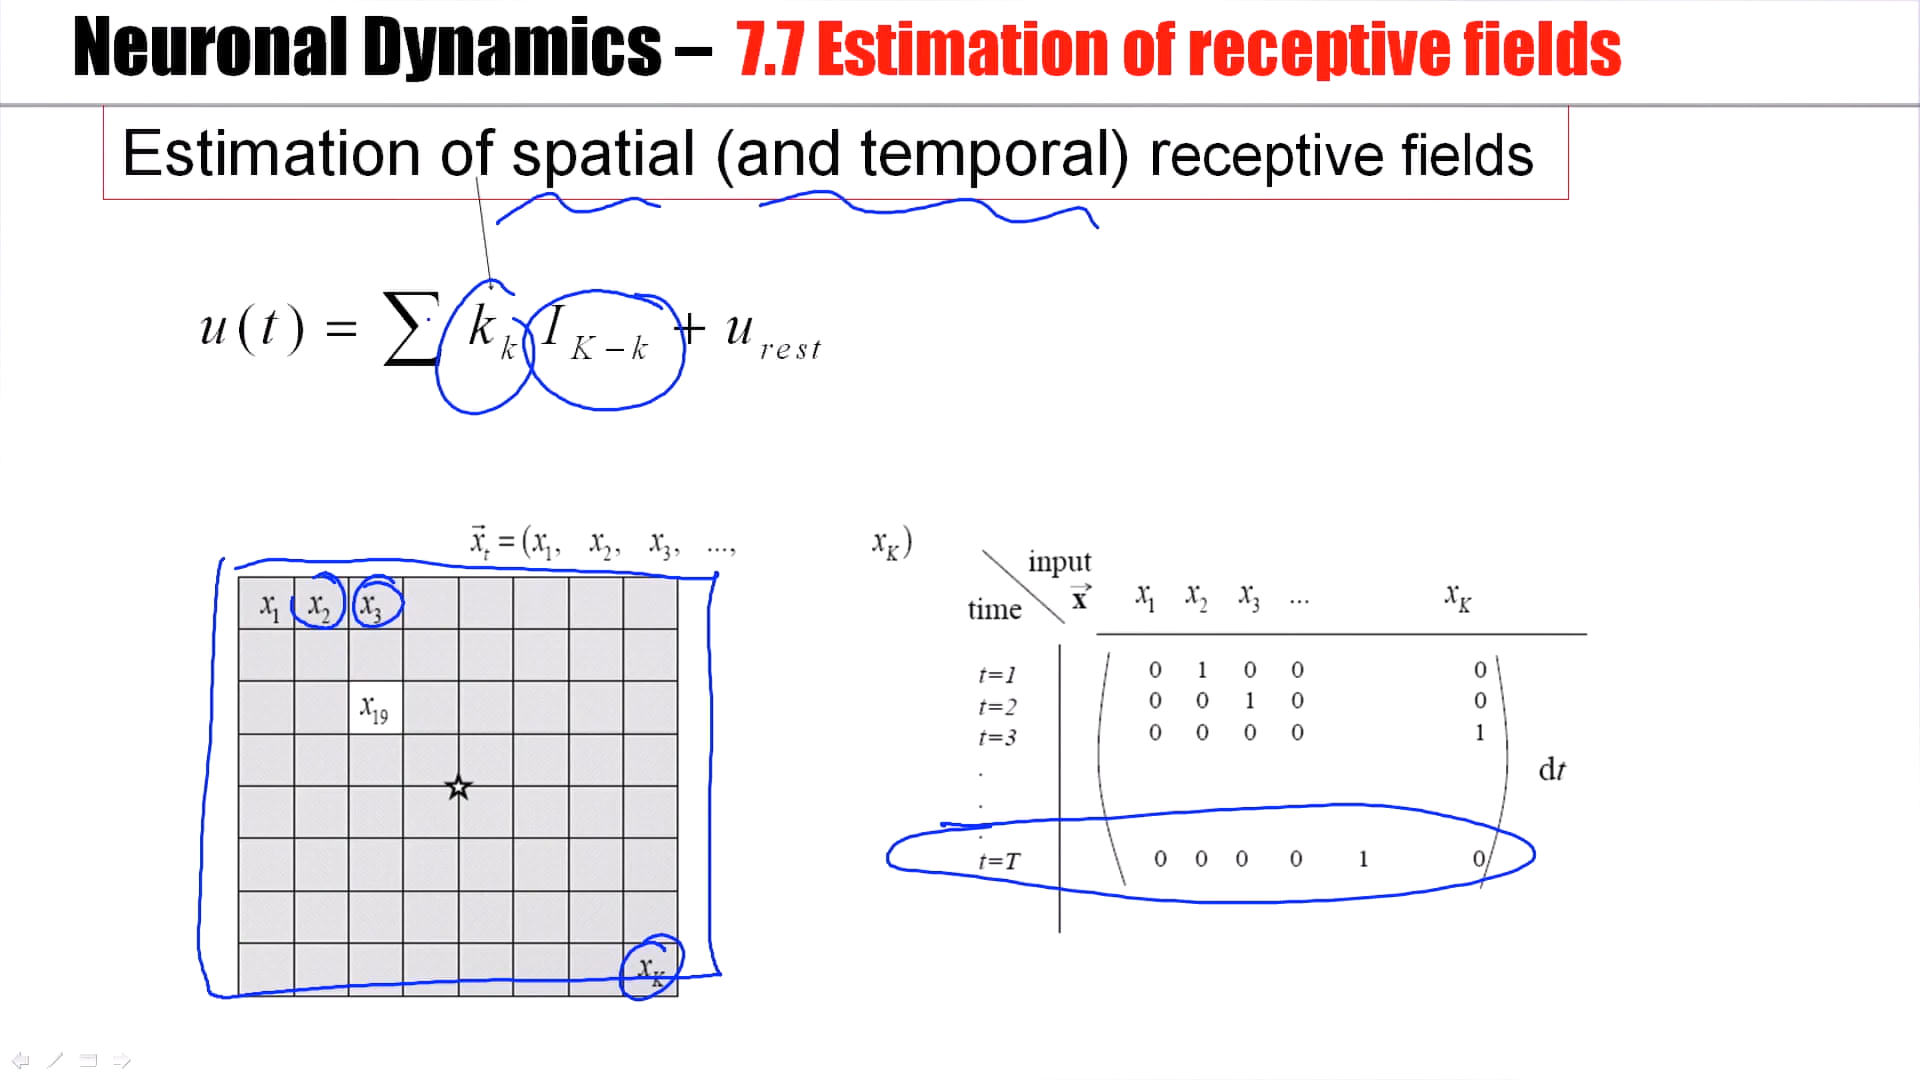 Neuronal Dynamics – 7.7 Estimation of receptive fields
Estimation of spatial (and temporal) receptive fields
u(t) = ∑ k_k I_{K−k} + u_{rest}
x⃗_t = (x_1, x_2, x_3, ..., x_K)
x_1 x_2 x_3
x_19
x_K
input
time x⃗ x_1 x_2 x_3 ... x_K
t=1 0 1 0 0 0
t=2 0 0 1 0 0
t=3 0 0 0 0 1
.
.
.
dt
t=T 0 0 0 0 1 0